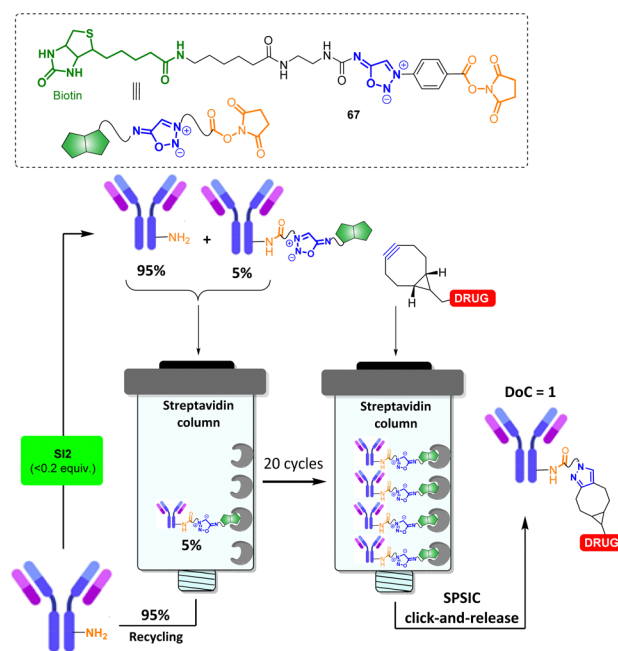 S
HN
NH
O
O
N
H
O
H
N
N
H
H
N
O
N
O
N
N
+
−
O
O
N
O
O
Biotin
67
N
O
N
N
+
−
O
O
N
O
O
NH2
+
O
N
H
N
N
O
N
+
−
95%
5%
H
H
DRUG
Streptavidin
column
Streptavidin
column
DoC = 1
SI2
(<0.2 equiv.)
20 cycles
5%
O
N
H
N
N
DRUG
NH2
95%
Recycling
SPSIC
click-and-release